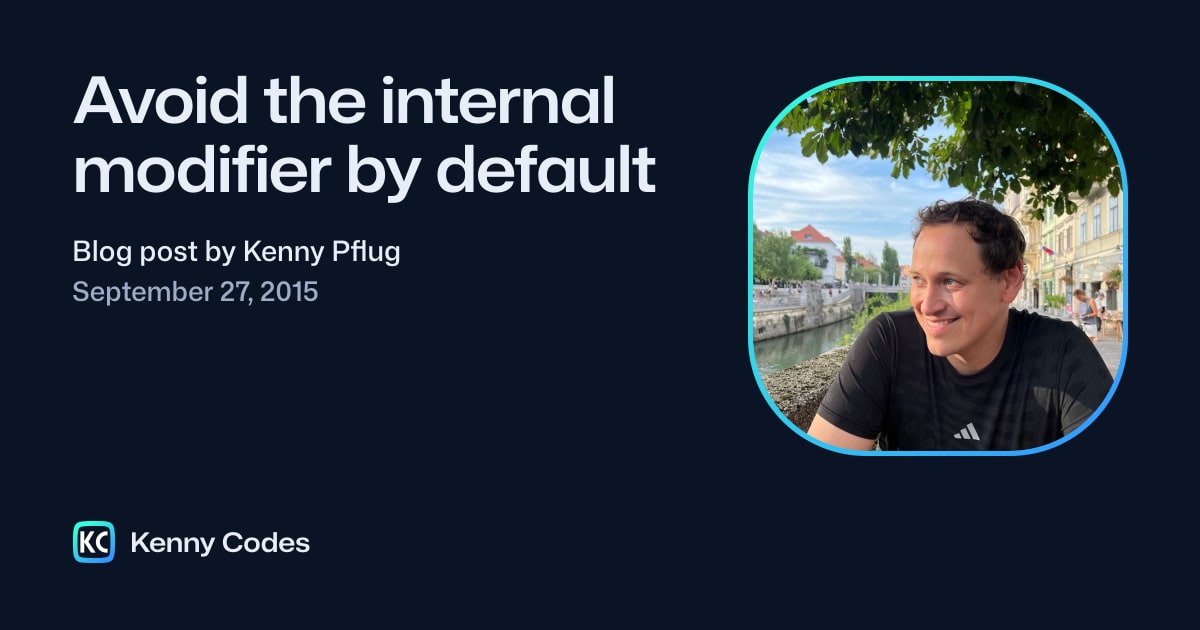 Avoid the internal
modifier by default
Blog post by Kenny Pflug
September 27, 2015
KC
Kenny Codes